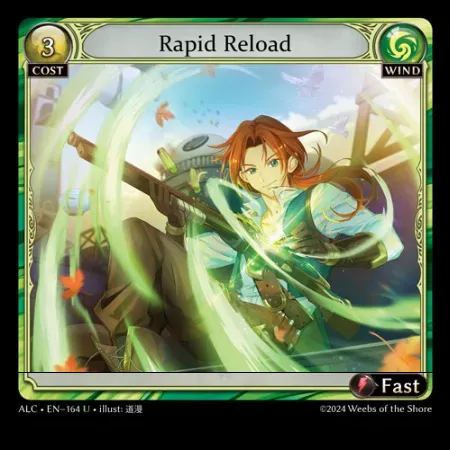 3
Rapid Reload
COST
WIND
Fast
ALC • EN-164 U • illust: 道漫
©2024 Weebs of the Shore